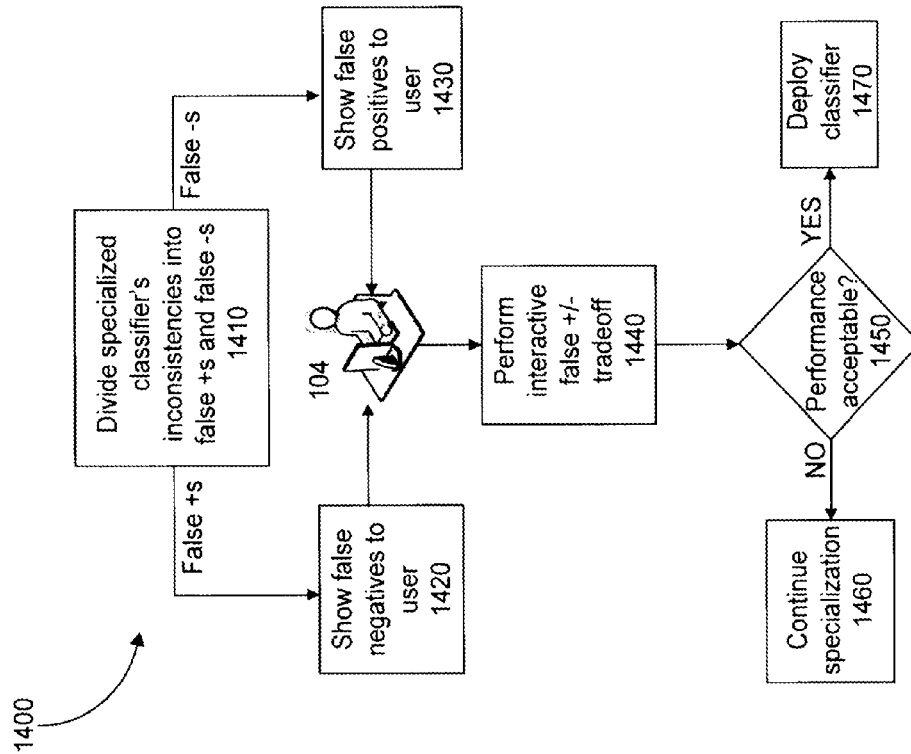 1400
Divide specialized
classifier's
inconsistencies into
false +s and false -s
1410
False +s
False -s
Show false
negatives to
user
1420
104
Show false
positives to
user
1430
Perform
interactive
false +/-
tradeoff
1440
Performance
acceptable?
1450
NO
YES
Continue
specialization
1460
Deploy
classifier
1470